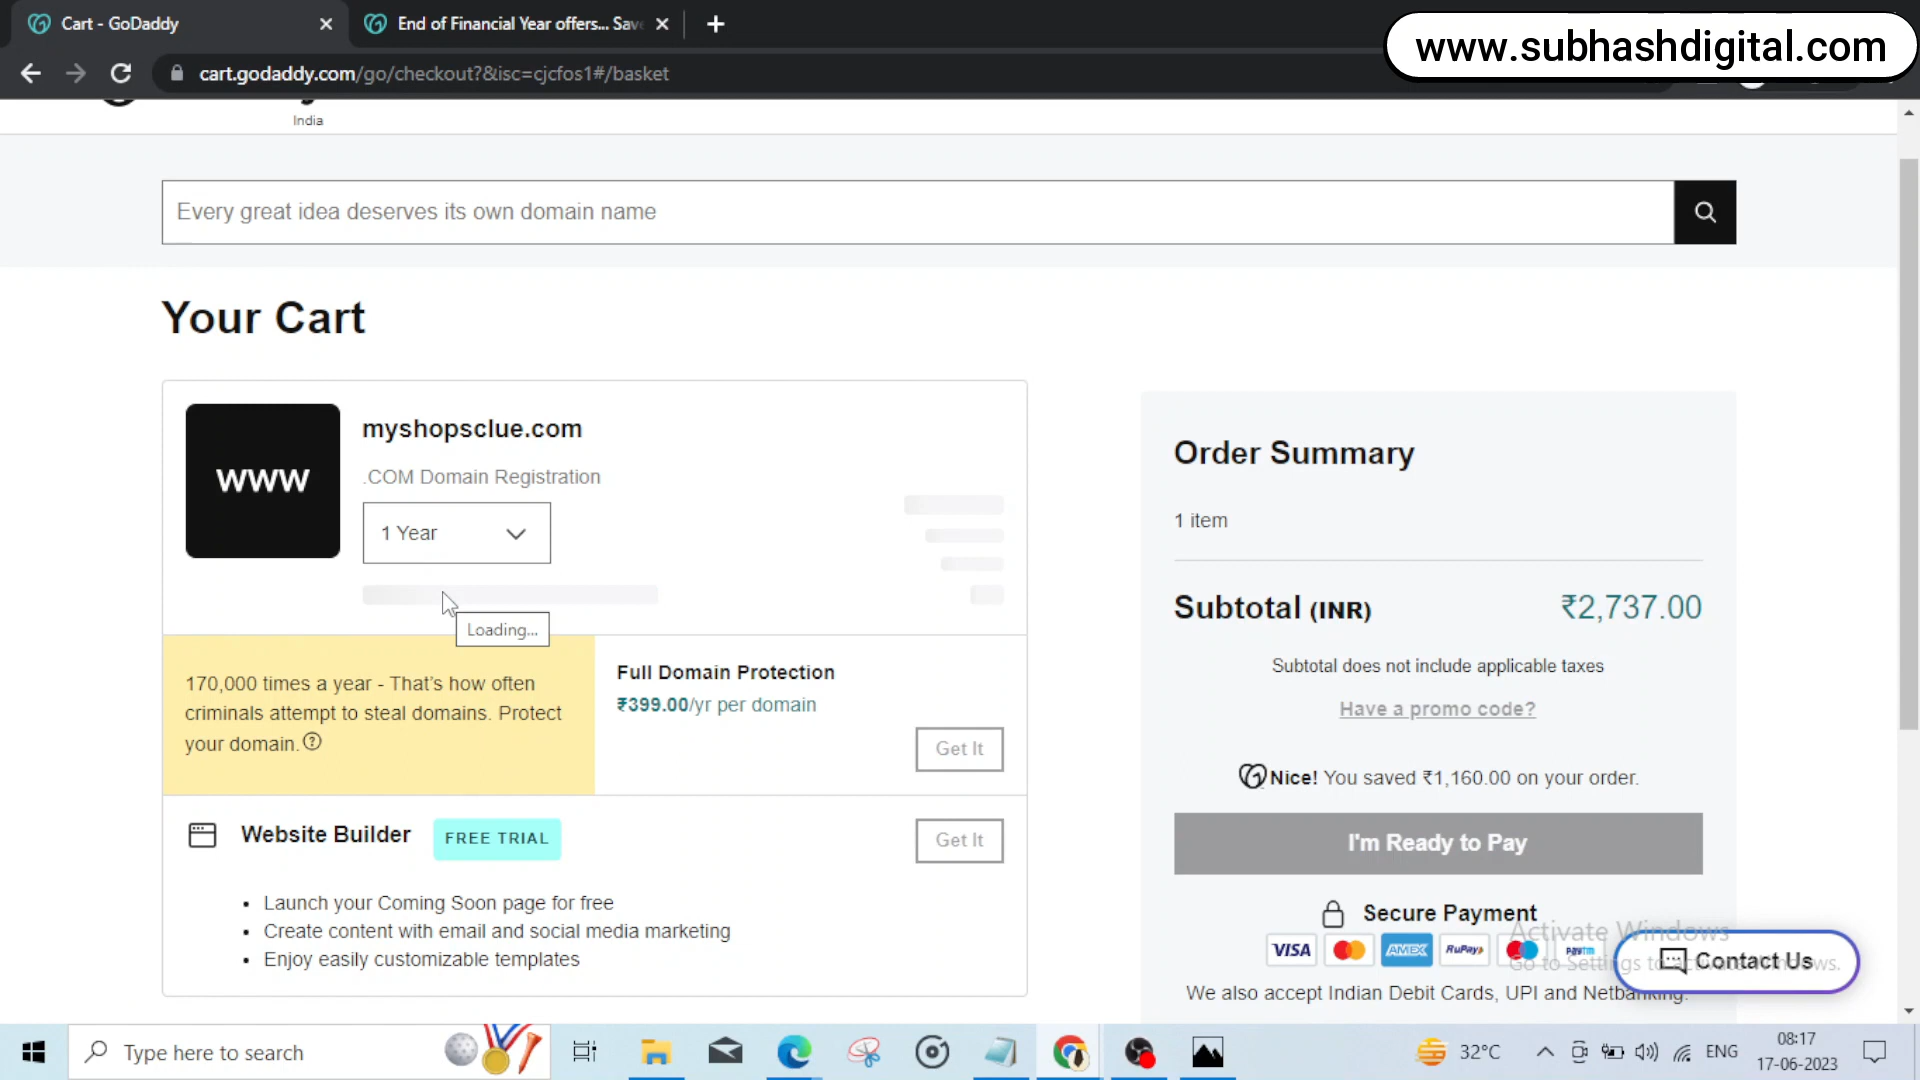 Cart - GoDaddy
End of Financial Year offers... Sav
www.subhashdigital.com
cart.godaddy.com/go/checkout?&isc=cjcfos1#/basket
India
Every great idea deserves its own domain name
Your Cart
www
myshopsclue.com
.COM Domain Registration
1 Year
Loading...
170,000 times a year - That's how often
criminals attempt to steal domains. Protect
your domain.
Full Domain Protection
₹399.00/yr per domain
Get It
Website Builder
FREE TRIAL
Get It
• Launch your Coming Soon page for free
• Create content with email and social media marketing
• Enjoy easily customizable templates
Order Summary
1 item
Subtotal (INR)
₹2,737.00
Subtotal does not include applicable taxes
Have a promo code?
Nice! You saved ₹1,160.00 on your order.
I'm Ready to Pay
Secure Payment
VISA
AMEX
RuPay
paytm
Activate Windows
Go to Settings to activate Windows.
Contact Us
We also accept Indian Debit Cards, UPI and Netbanking.
Type here to search
32°C
ENG
08:17
17-06-2023